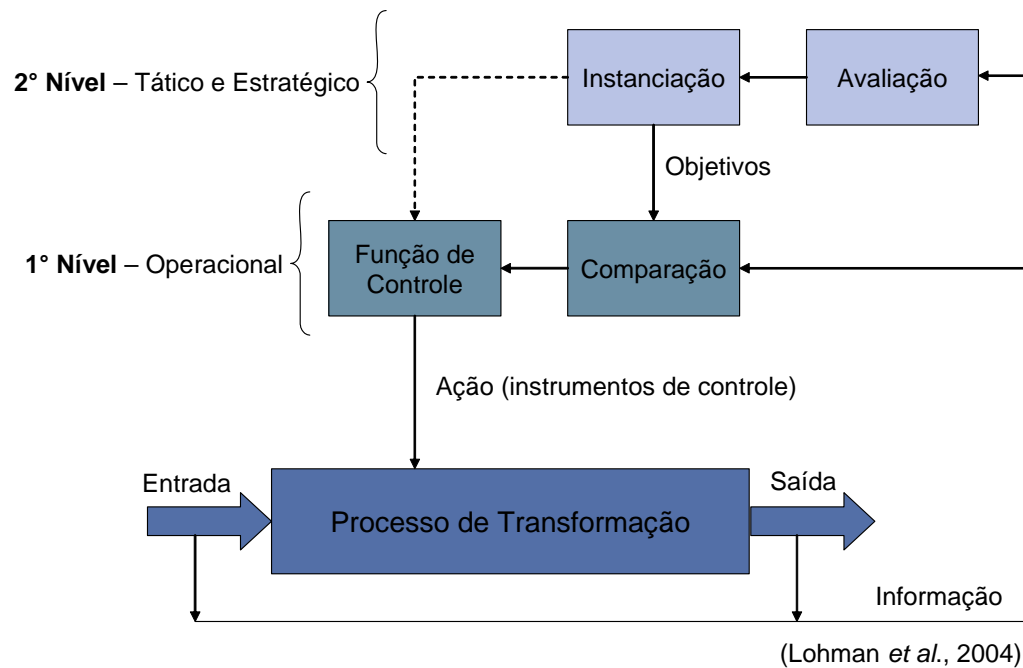 2° Nível – Tático e Estratégico
Instanciação
Avaliação
Objetivos
1° Nível – Operacional
Função de
Controle
Comparação
Ação (instrumentos de controle)
Entrada
Saída
Processo de Transformação
Informação
(Lohman et al., 2004)